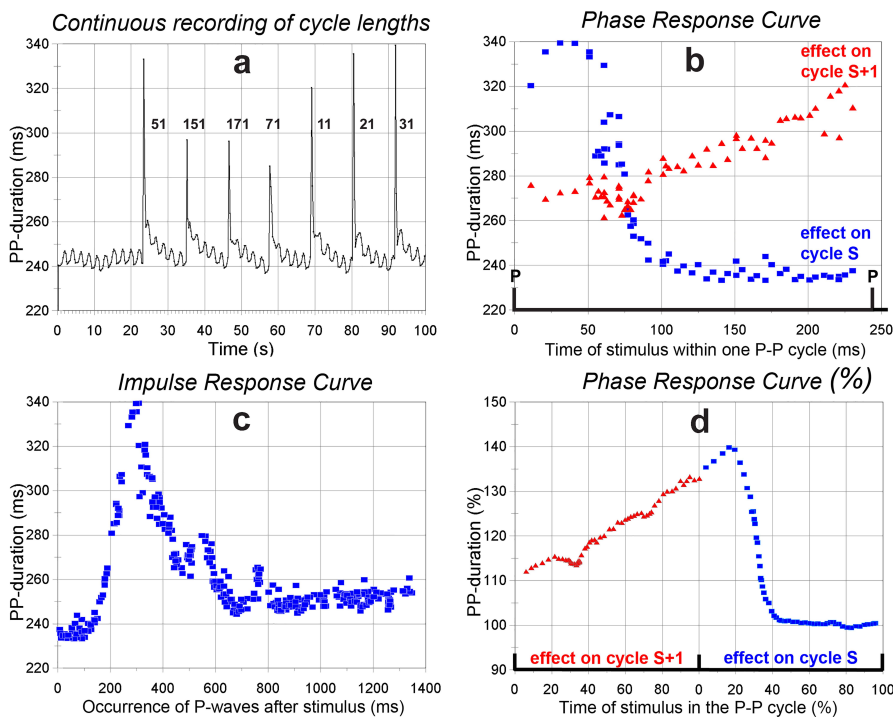 Continuous recording of cycle lengths
a
PP-duration (ms)
340
320
300
280
260
240
220
51 151 171 71 11 21 31
0 10 20 30 40 50 60 70 80 90 100
Time (s)
Phase Response Curve
b
PP-duration (ms)
340
320
300
280
260
240
220
effect on
cycle S+1
effect on
cycle S
P P
0 50 100 150 200 250
Time of stimulus within one P-P cycle (ms)
Impulse Response Curve
c
PP-duration (ms)
340
320
300
280
260
240
220
0 200 400 600 800 1000 1200 1400
Occurrence of P-waves after stimulus (ms)
Phase Response Curve (%)
d
PP-duration (%)
150
140
130
120
110
100
90
effect on cycle S+1 effect on cycle S
0 20 40 60 80 0 20 40 60 80 100
Time of stimulus in the P-P cycle (%)